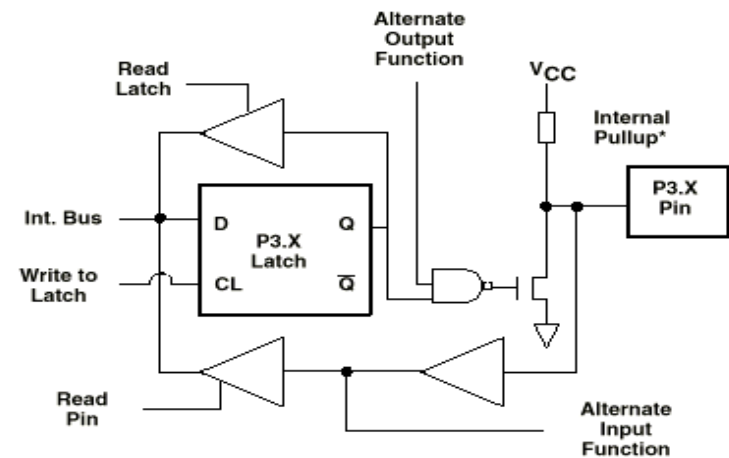 Alternate
Output
Function
Read
Latch
VCC
Internal
Pullup*
P3.X
Pin
Int. Bus
D
Q
P3.X
Latch
Write to
Latch
CL
Q̅
Read
Pin
Alternate
Input
Function